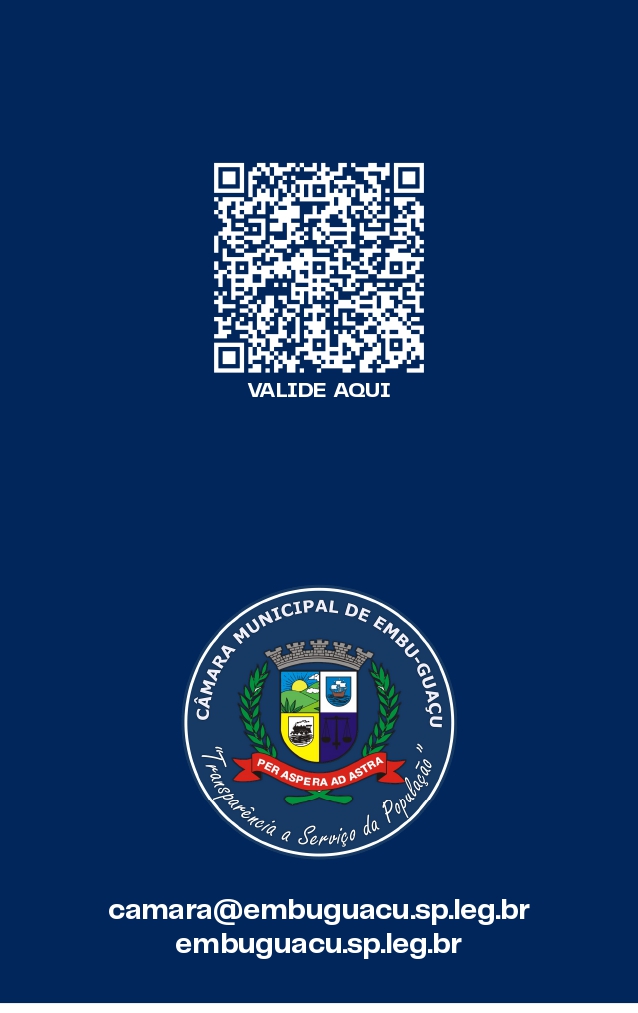 VALIDE AQUI
CÂMARA MUNICIPAL DE EMBU-GUAÇU
PER ASPERA AD ASTRA
"Transparência a Serviço da População"
camara@embuguacu.sp.leg.br
embuguacu.sp.leg.br